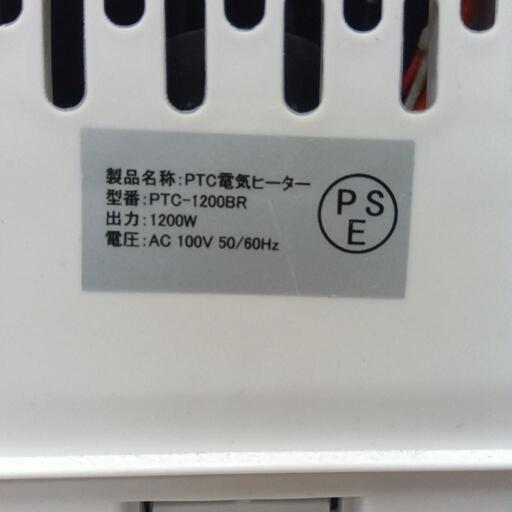 製品名称:PTC電気ヒーター
型番:PTC-1200BR
出力:1200W
電圧:AC 100V 50/60Hz
PS
E